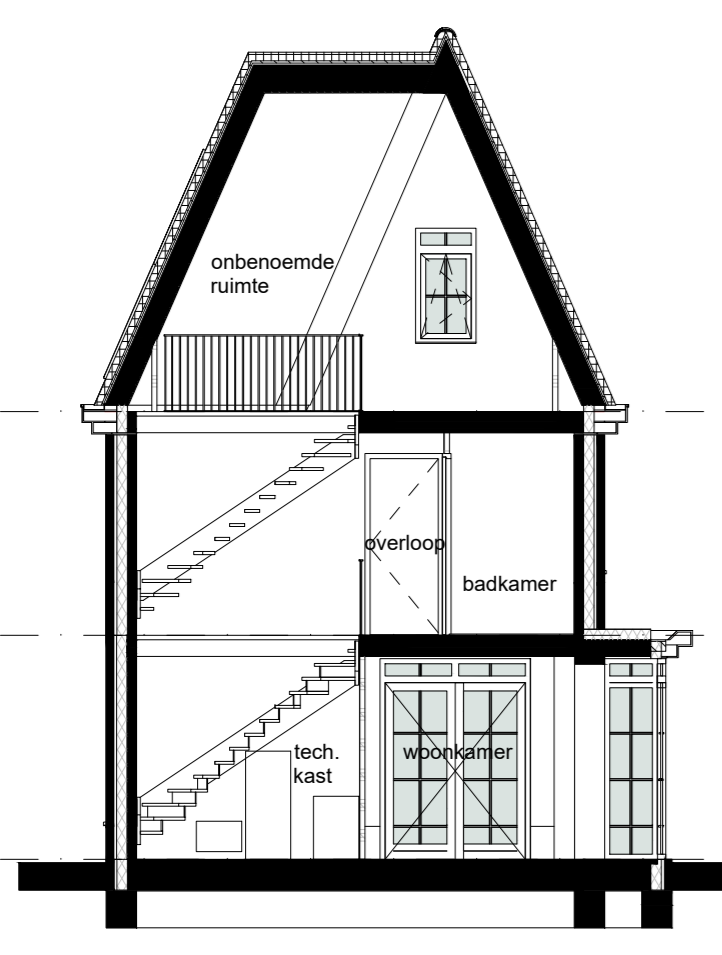 onbenoemde
ruimte
overloop
badkamer
tech.
kast
woonkamer